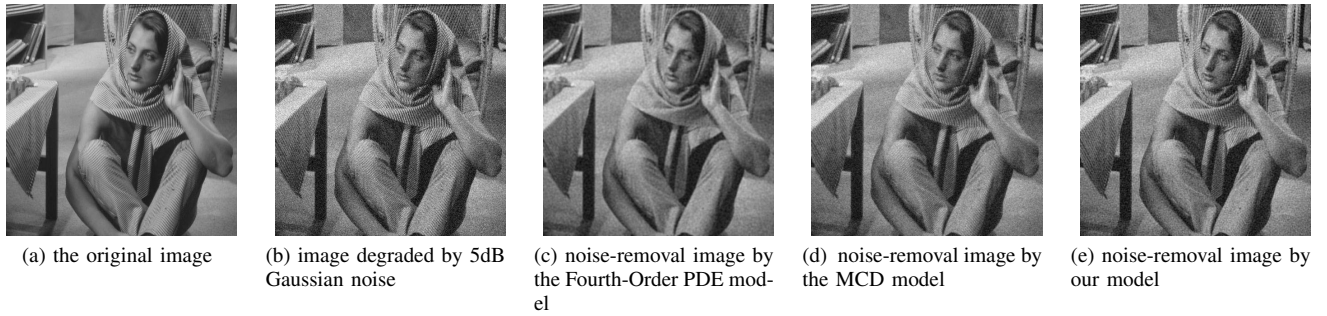 (a) the original image
(b) image degraded by 5dB
Gaussian noise
(c) noise-removal image by
the Fourth-Order PDE mod-
el
(d) noise-removal image by
the MCD model
(e) noise-removal image by
our model